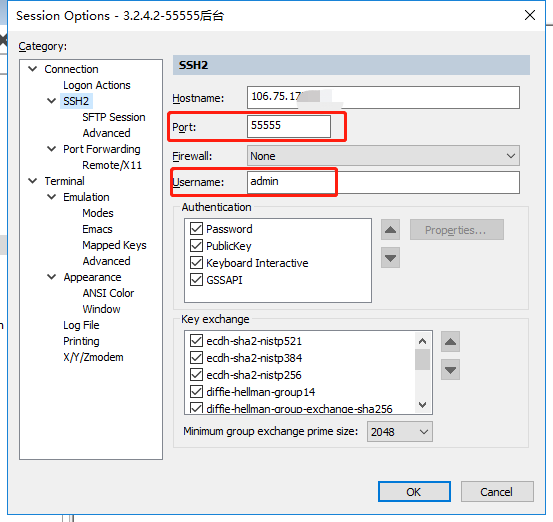 Session Options - 3.2.4.2-55555后台
Category:
Connection
Logon Actions
SSH2
SFTP Session
Advanced
Port Forwarding
Remote/X11
Terminal
Emulation
Modes
Emacs
Mapped Keys
Advanced
Appearance
ANSI Color
Window
Log File
Printing
X/Y/Zmodem
SSH2
Hostname: 106.75.17
Port: 55555
Firewall: None
Username: admin
Authentication
Password
PublicKey
Keyboard Interactive
GSSAPI
Properties...
Key exchange
ecdh-sha2-nistp521
ecdh-sha2-nistp384
ecdh-sha2-nistp256
diffie-hellman-group14
diffie-hellman-group-exchange-sha256
Minimum group exchange prime size: 2048
OK
Cancel